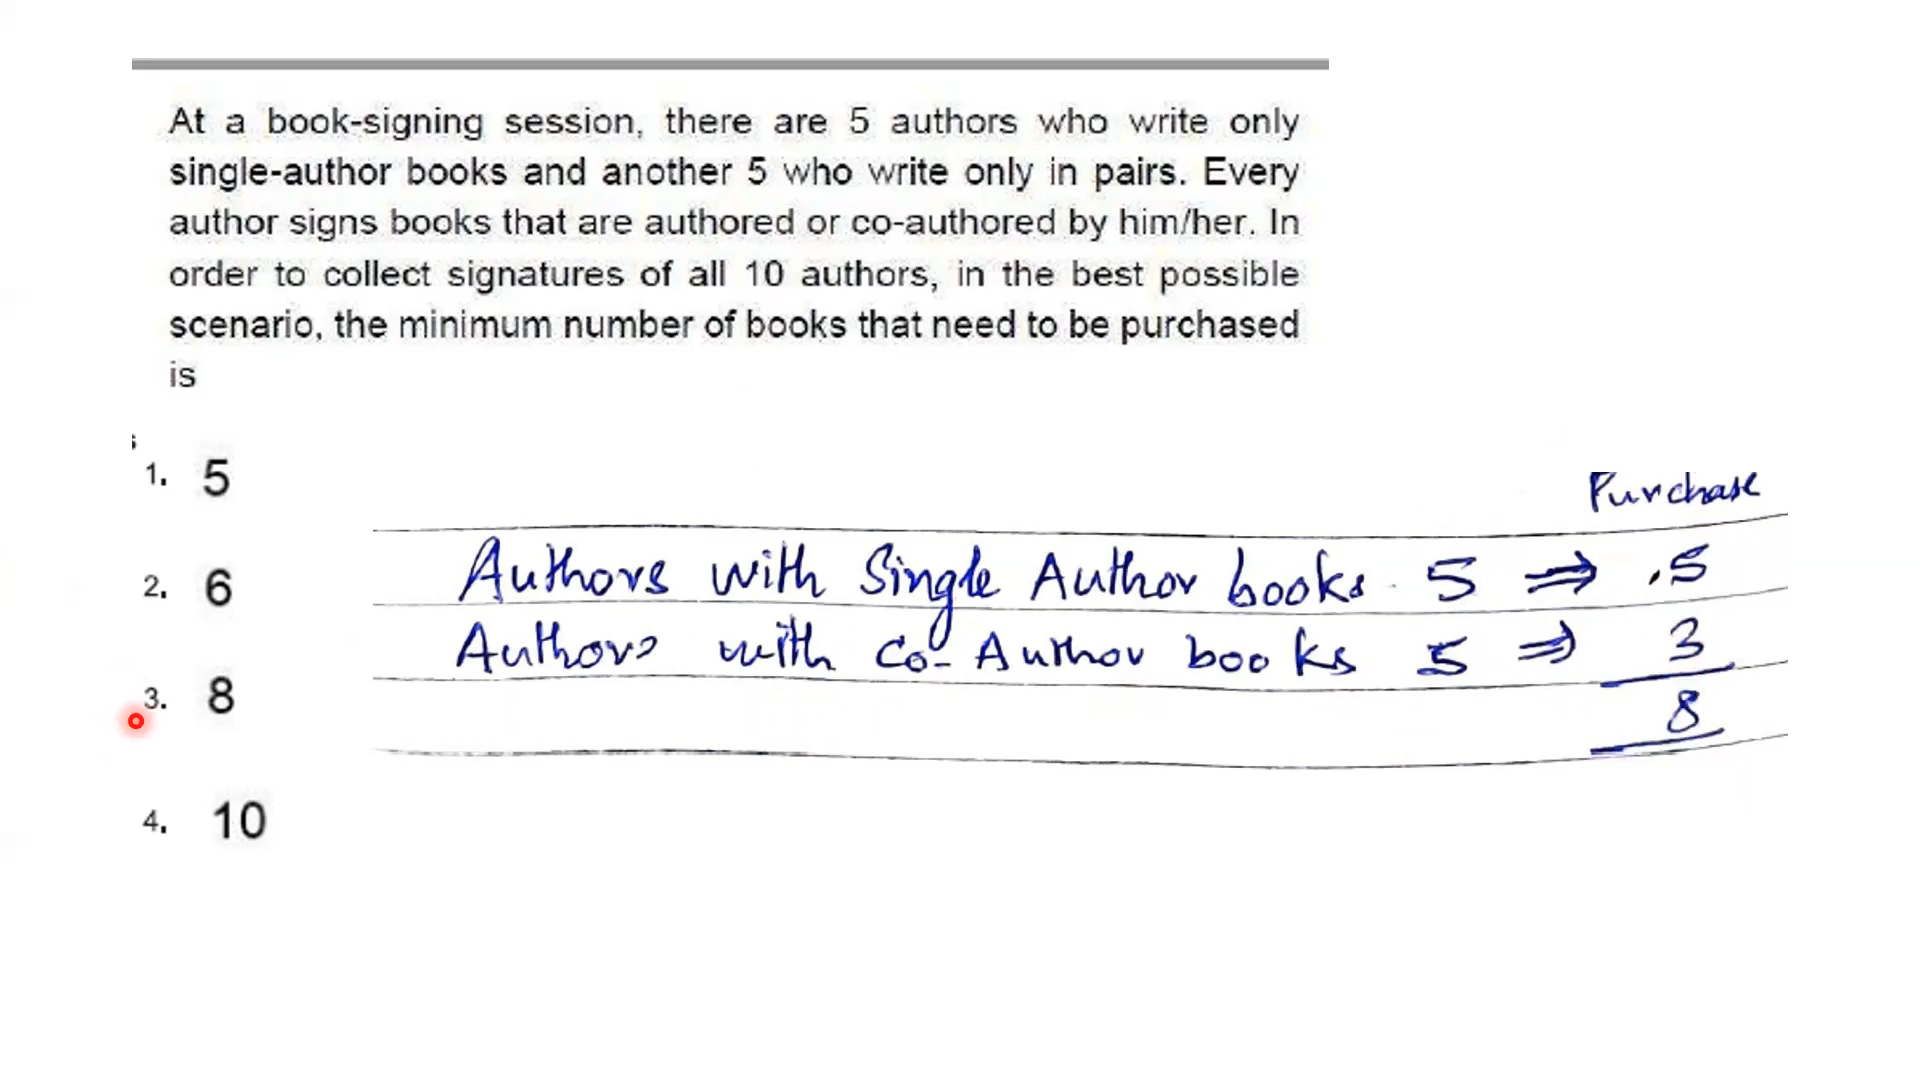 At a book-signing session, there are 5 authors who write only
single-author books and another 5 who write only in pairs. Every
author signs books that are authored or co-authored by him/her. In
order to collect signatures of all 10 authors, in the best possible
scenario, the minimum number of books that need to be purchased
is
1. 5
2. 6
3. 8
4. 10
Purchase
Authors with Single Author books 5 ⇒ 5
Authors with co-Author books 5 ⇒ 3
8